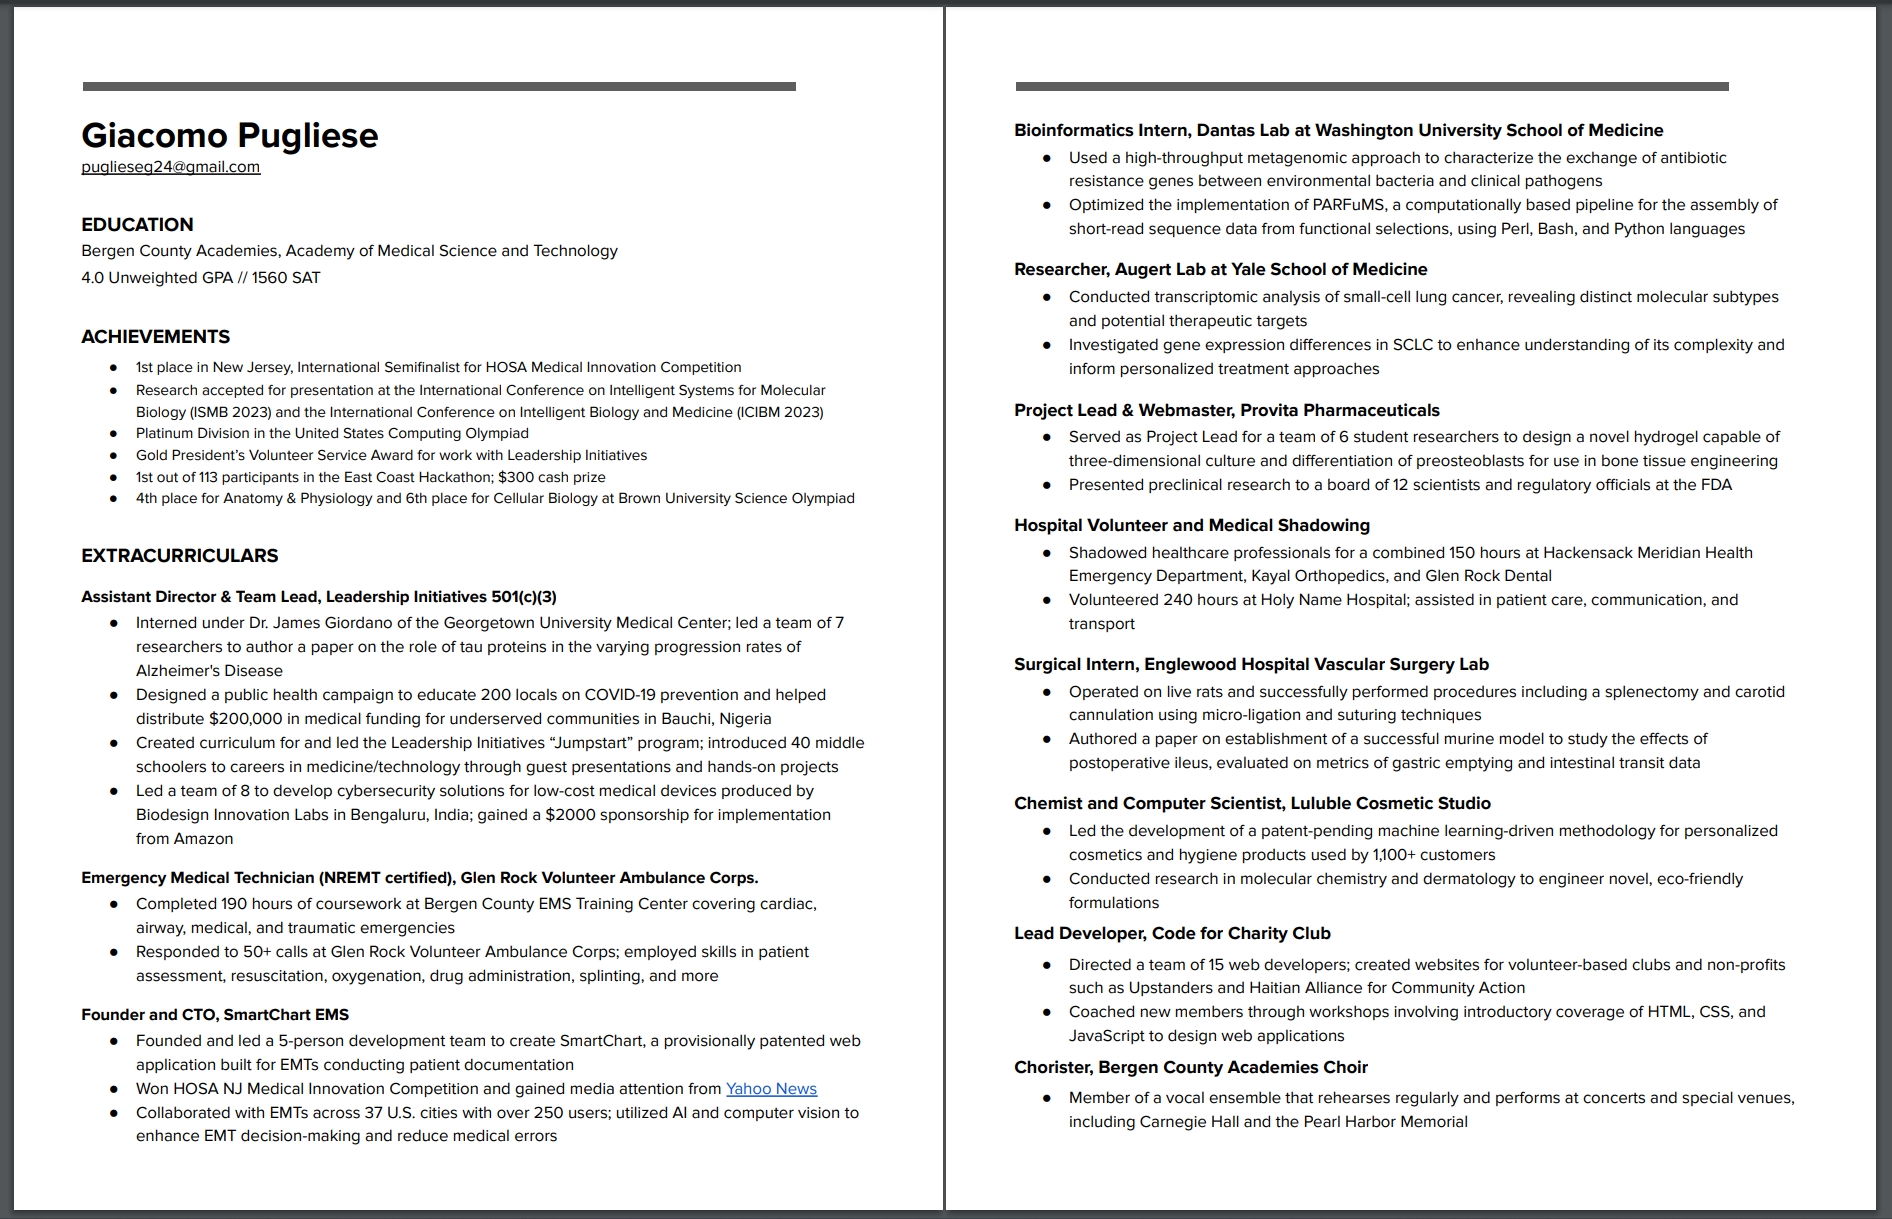 Giacomo Pugliese
puglieseg24@gmail.com
EDUCATION
Bergen County Academies, Academy of Medical Science and Technology
4.0 Unweighted GPA // 1560 SAT
ACHIEVEMENTS
● 1st place in New Jersey, International Semifinalist for HOSA Medical Innovation Competition
● Research accepted for presentation at the International Conference on Intelligent Systems for Molecular
Biology (ISMB 2023) and the International Conference on Intelligent Biology and Medicine (ICIBM 2023)
● Platinum Division in the United States Computing Olympiad
● Gold President's Volunteer Service Award for work with Leadership Initiatives
● 1st out of 113 participants in the East Coast Hackathon; $300 cash prize
● 4th place for Anatomy & Physiology and 6th place for Cellular Biology at Brown University Science Olympiad
EXTRACURRICULARS
Assistant Director & Team Lead, Leadership Initiatives 501(c)(3)
● Interned under Dr. James Giordano of the Georgetown University Medical Center; led a team of 7
researchers to author a paper on the role of tau proteins in the varying progression rates of
Alzheimer's Disease
● Designed a public health campaign to educate 200 locals on COVID-19 prevention and helped
distribute $200,000 in medical funding for underserved communities in Bauchi, Nigeria
● Created curriculum for and led the Leadership Initiatives “Jumpstart” program; introduced 40 middle
schoolers to careers in medicine/technology through guest presentations and hands-on projects
● Led a team of 8 to develop cybersecurity solutions for low-cost medical devices produced by
Biodesign Innovation Labs in Bengaluru, India; gained a $2000 sponsorship for implementation
from Amazon
Emergency Medical Technician (NREMT certified), Glen Rock Volunteer Ambulance Corps.
● Completed 190 hours of coursework at Bergen County EMS Training Center covering cardiac,
airway, medical, and traumatic emergencies
● Responded to 50+ calls at Glen Rock Volunteer Ambulance Corps; employed skills in patient
assessment, resuscitation, oxygenation, drug administration, splinting, and more
Founder and CTO, SmartChart EMS
● Founded and led a 5-person development team to create SmartChart, a provisionally patented web
application built for EMTs conducting patient documentation
● Won HOSA NJ Medical Innovation Competition and gained media attention from Yahoo News
● Collaborated with EMTs across 37 U.S. cities with over 250 users; utilized AI and computer vision to
enhance EMT decision-making and reduce medical errors
Bioinformatics Intern, Dantas Lab at Washington University School of Medicine
● Used a high-throughput metagenomic approach to characterize the exchange of antibiotic
resistance genes between environmental bacteria and clinical pathogens
● Optimized the implementation of PARFuMS, a computationally based pipeline for the assembly of
short-read sequence data from functional selections, using Perl, Bash, and Python languages
Researcher, Augert Lab at Yale School of Medicine
● Conducted transcriptomic analysis of small-cell lung cancer, revealing distinct molecular subtypes
and potential therapeutic targets
● Investigated gene expression differences in SCLC to enhance understanding of its complexity and
inform personalized treatment approaches
Project Lead & Webmaster, Provita Pharmaceuticals
● Served as Project Lead for a team of 6 student researchers to design a novel hydrogel capable of
three-dimensional culture and differentiation of preosteoblasts for use in bone tissue engineering
● Presented preclinical research to a board of 12 scientists and regulatory officials at the FDA
Hospital Volunteer and Medical Shadowing
● Shadowed healthcare professionals for a combined 150 hours at Hackensack Meridian Health
Emergency Department, Kayal Orthopedics, and Glen Rock Dental
● Volunteered 240 hours at Holy Name Hospital; assisted in patient care, communication, and
transport
Surgical Intern, Englewood Hospital Vascular Surgery Lab
● Operated on live rats and successfully performed procedures including a splenectomy and carotid
cannulation using micro-ligation and suturing techniques
● Authored a paper on establishment of a successful murine model to study the effects of
postoperative ileus, evaluated on metrics of gastric emptying and intestinal transit data
Chemist and Computer Scientist, Luluble Cosmetic Studio
● Led the development of a patent-pending machine learning-driven methodology for personalized
cosmetics and hygiene products used by 1,100+ customers
● Conducted research in molecular chemistry and dermatology to engineer novel, eco-friendly
formulations
Lead Developer, Code for Charity Club
● Directed a team of 15 web developers; created websites for volunteer-based clubs and non-profits
such as Upstanders and Haitian Alliance for Community Action
● Coached new members through workshops involving introductory coverage of HTML, CSS, and
JavaScript to design web applications
Chorister, Bergen County Academies Choir
● Member of a vocal ensemble that rehearses regularly and performs at concerts and special venues,
including Carnegie Hall and the Pearl Harbor Memorial